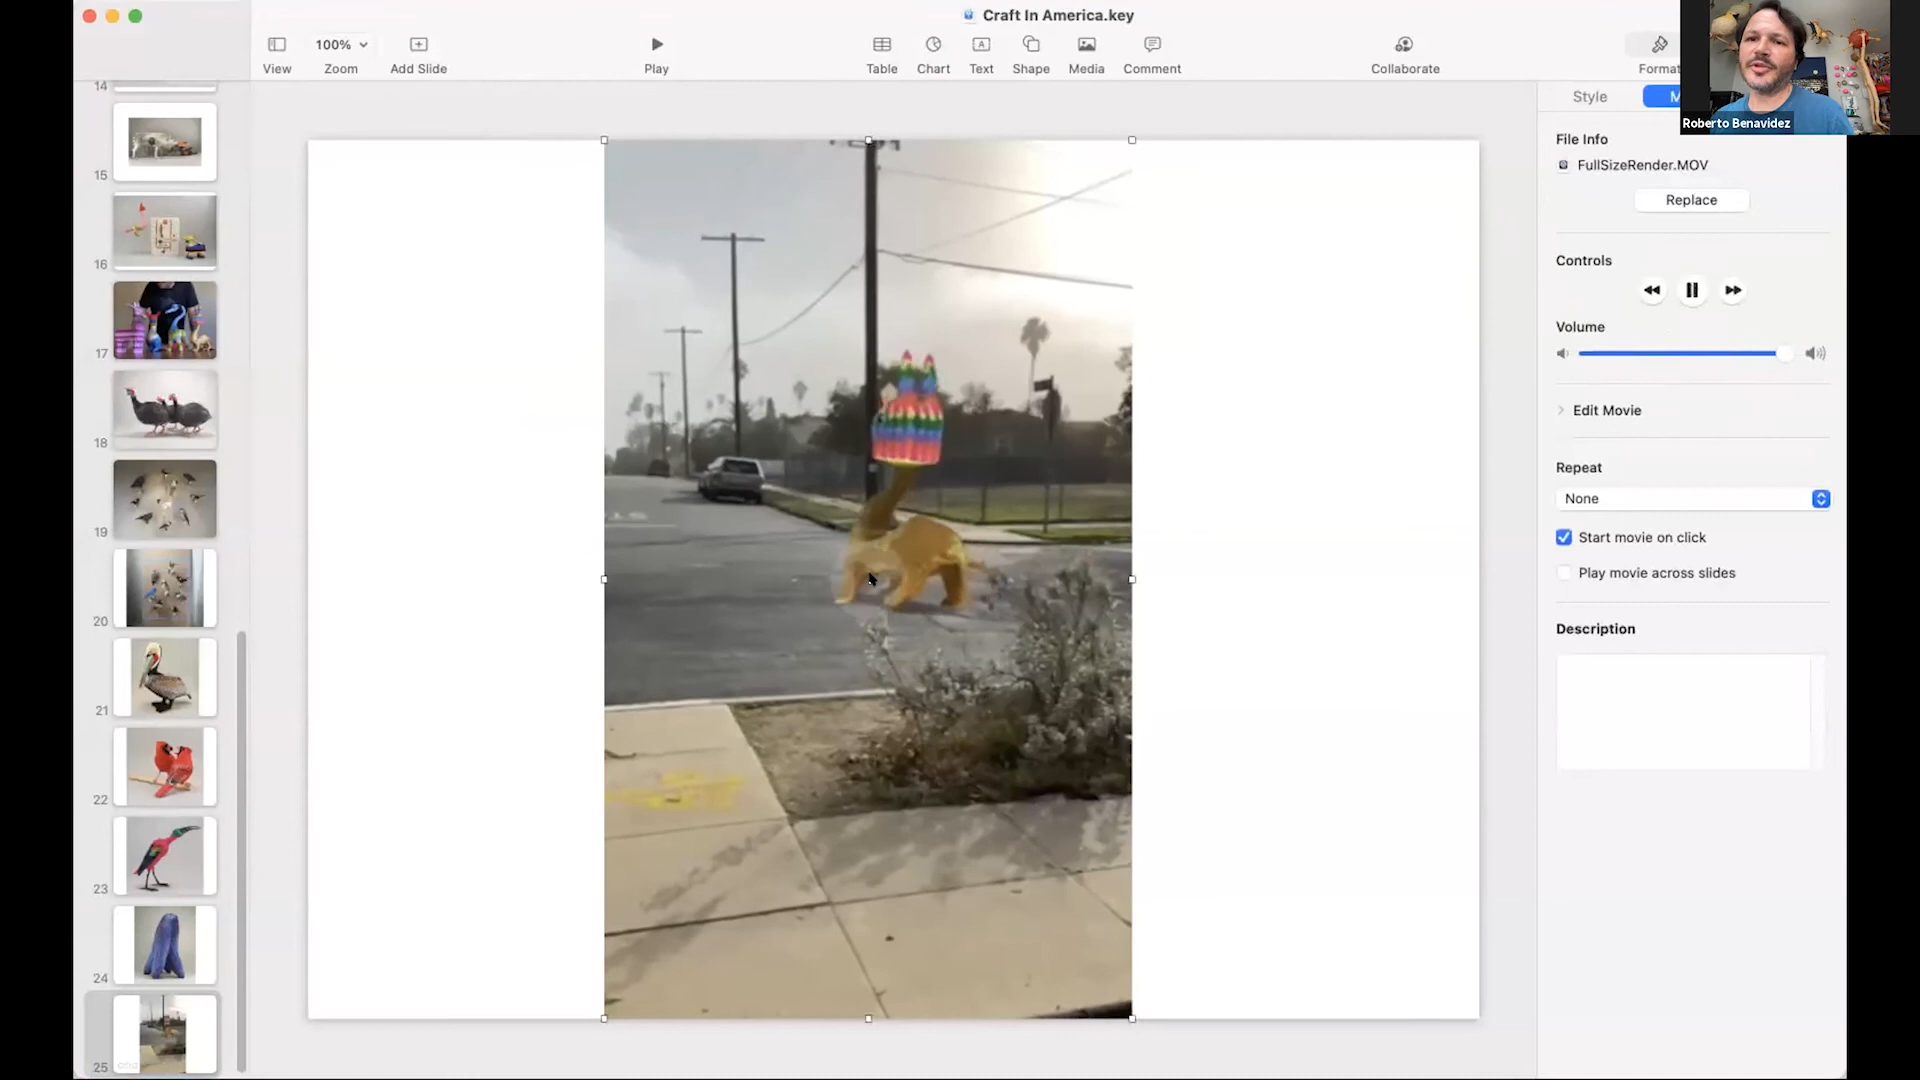 Craft In America.key
View
100%
Zoom
Add Slide
Play
Table
Chart
Text
Shape
Media
Comment
Collaborate
Format
Roberto Benavidez
Style
M
File Info
FullSizeRender.MOV
Replace
Controls
Volume
Edit Movie
Repeat
None
Start movie on click
Play movie across slides
Description
14
15
16
17
18
19
20
21
22
23
24
25